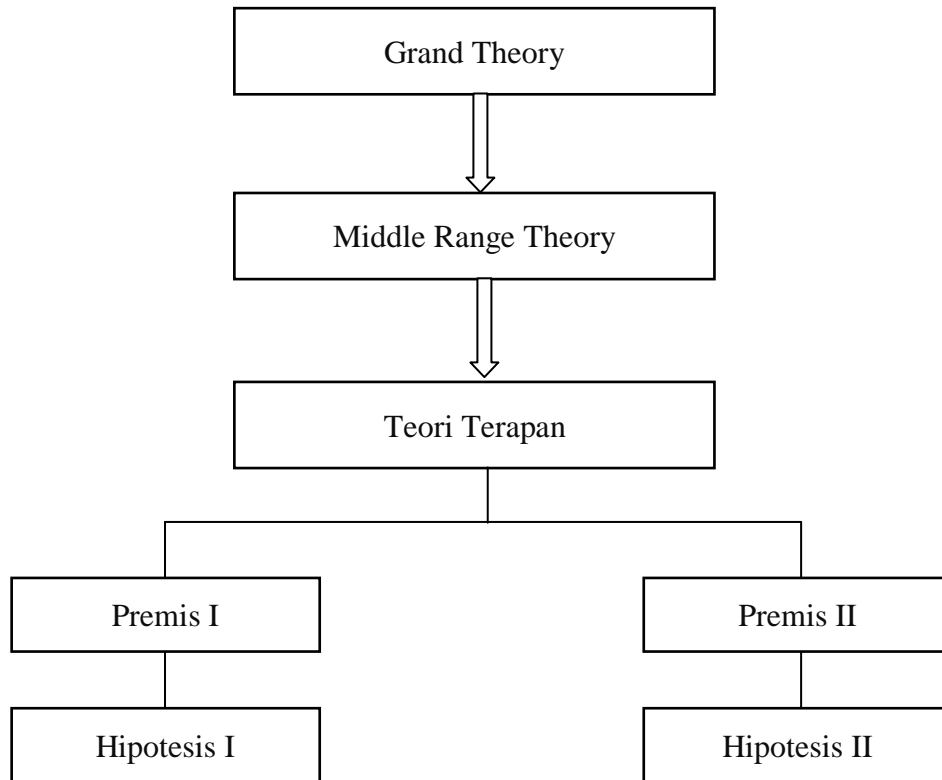 Grand Theory
Middle Range Theory
Teori Terapan
Premis I
Premis II
Hipotesis I
Hipotesis II